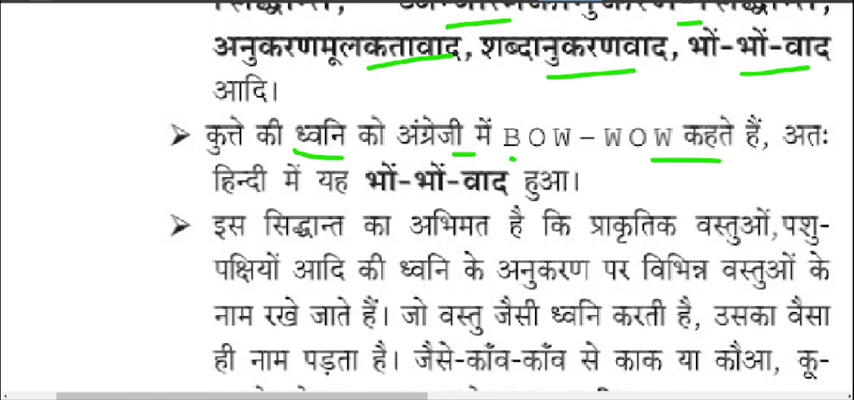 सिद्धान्त,
अनुकरणमूलकतावाद, शब्दानुकरणवाद, भों-भों-वाद
आदि।
➢ कुत्ते की ध्वनि को अंग्रेजी में BOW–WOW कहते हैं, अतः
हिन्दी में यह भों-भों-वाद हुआ।
➢ इस सिद्धान्त का अभिमत है कि प्राकृतिक वस्तुओं,पशु-
पक्षियों आदि की ध्वनि के अनुकरण पर विभिन्न वस्तुओं के
नाम रखे जाते हैं। जो वस्तु जैसी ध्वनि करती है, उसका वैसा
ही नाम पड़ता है। जैसे-काँव-काँव से काक या कौआ, कू-